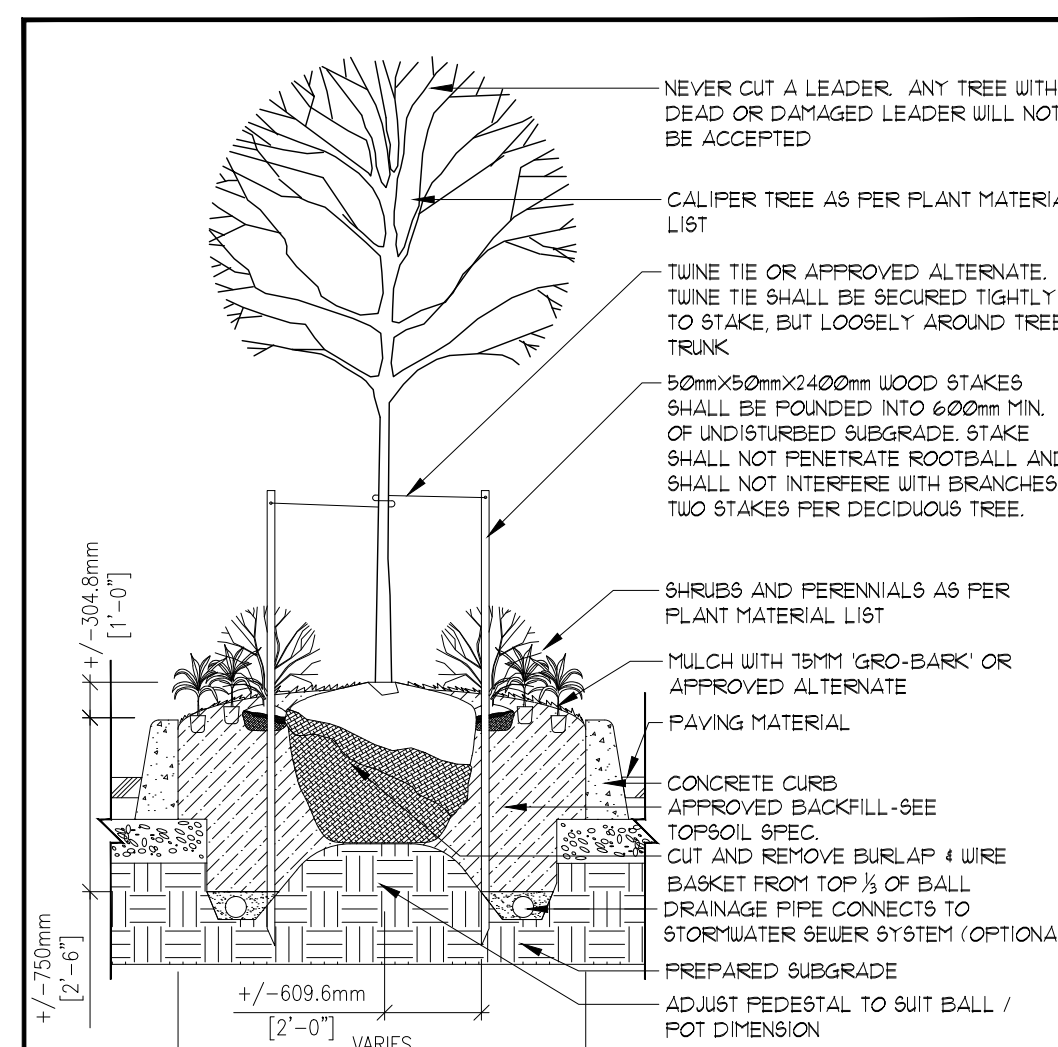 NEVER CUT A LEADER. ANY TREE WITH
DEAD OR DAMAGED LEADER WILL NOT
BE ACCEPTED
CALIPER TREE AS PER PLANT MATERIA
LIST
TWINE TIE OR APPROVED ALTERNATE.
TWINE TIE SHALL BE SECURED TIGHTLY
TO STAKE, BUT LOOSELY AROUND TREE
TRUNK
50mmX50mmX2400mm WOOD STAKES
SHALL BE POUNDED INTO 600mm MIN.
OF UNDISTURBED SUBGRADE. STAKE
SHALL NOT PENETRATE ROOTBALL AND
SHALL NOT INTERFERE WITH BRANCHES
TWO STAKES PER DECIDUOUS TREE.
SHRUBS AND PERENNIALS AS PER
PLANT MATERIAL LIST
MULCH WITH 75MM 'GRO-BARK' OR
APPROVED ALTERNATE
PAVING MATERIAL
CONCRETE CURB
APPROVED BACKFILL-SEE
TOPSOIL SPEC.
CUT AND REMOVE BURLAP & WIRE
BASKET FROM TOP ⅓ OF BALL
DRAINAGE PIPE CONNECTS TO
STORMWATER SEWER SYSTEM (OPTIONA
PREPARED SUBGRADE
ADJUST PEDESTAL TO SUIT BALL /
POT DIMENSION
+/-304.8mm
[1'-0"]
+/-750mm
[2'-6"]
+/-609.6mm
[2'-0"]
VARIES